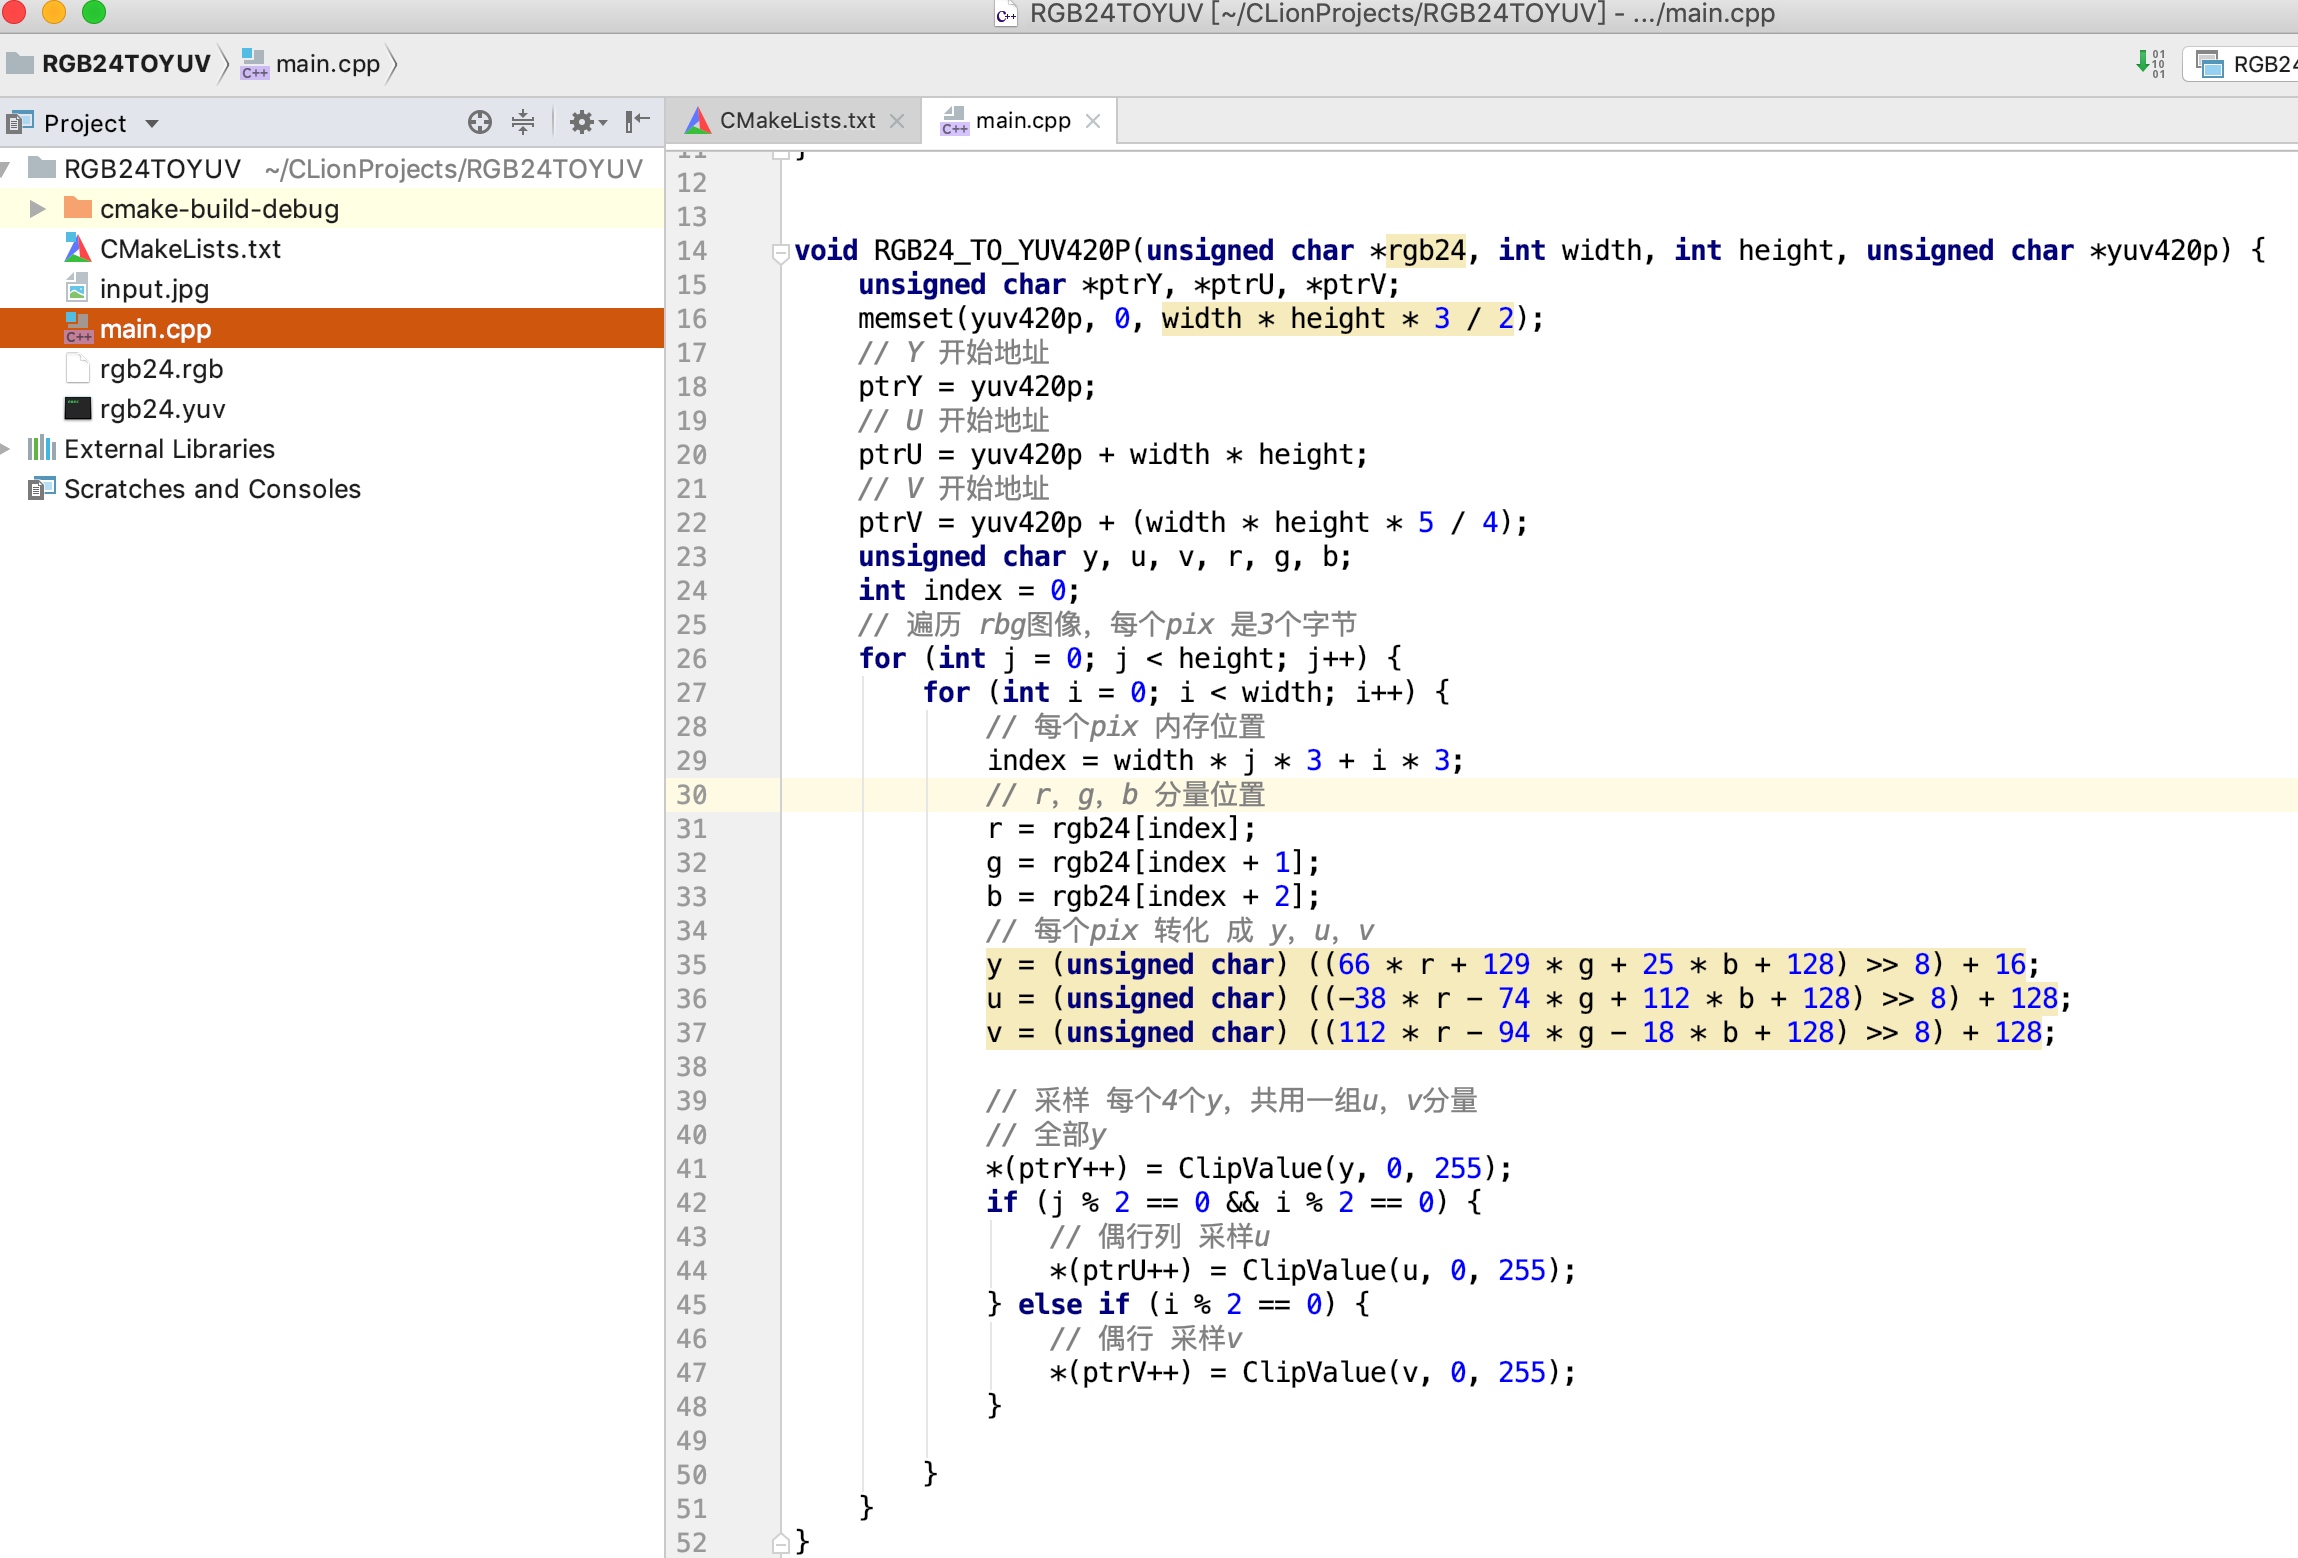 RGB24TOYUV [~/CLionProjects/RGB24TOYUV] - .../main.cpp
RGB24TOYUV
main.cpp
RGB24
Project
CMakeLists.txt
main.cpp
RGB24TOYUV ~/CLionProjects/RGB24TOYUV
cmake-build-debug
CMakeLists.txt
input.jpg
main.cpp
rgb24.rgb
rgb24.yuv
External Libraries
Scratches and Consoles
11 }
12
13
14 void RGB24_TO_YUV420P(unsigned char *rgb24, int width, int height, unsigned char *yuv420p) {
15 unsigned char *ptrY, *ptrU, *ptrV;
16 memset(yuv420p, 0, width * height * 3 / 2);
17 // Y 开始地址
18 ptrY = yuv420p;
19 // U 开始地址
20 ptrU = yuv420p + width * height;
21 // V 开始地址
22 ptrV = yuv420p + (width * height * 5 / 4);
23 unsigned char y, u, v, r, g, b;
24 int index = 0;
25 // 遍历 rbg图像，每个pix 是3个字节
26 for (int j = 0; j < height; j++) {
27 for (int i = 0; i < width; i++) {
28 // 每个pix 内存位置
29 index = width * j * 3 + i * 3;
30 // r，g，b 分量位置
31 r = rgb24[index];
32 g = rgb24[index + 1];
33 b = rgb24[index + 2];
34 // 每个pix 转化 成 y，u，v
35 y = (unsigned char) ((66 * r + 129 * g + 25 * b + 128) >> 8) + 16;
36 u = (unsigned char) ((-38 * r - 74 * g + 112 * b + 128) >> 8) + 128;
37 v = (unsigned char) ((112 * r - 94 * g - 18 * b + 128) >> 8) + 128;
38
39 // 采样 每个4个y，共用一组u，v分量
40 // 全部y
41 *(ptrY++) = ClipValue(y, 0, 255);
42 if (j % 2 == 0 && i % 2 == 0) {
43 // 偶行列 采样u
44 *(ptrU++) = ClipValue(u, 0, 255);
45 } else if (i % 2 == 0) {
46 // 偶行 采样v
47 *(ptrV++) = ClipValue(v, 0, 255);
48 }
49
50 }
51 }
52 }